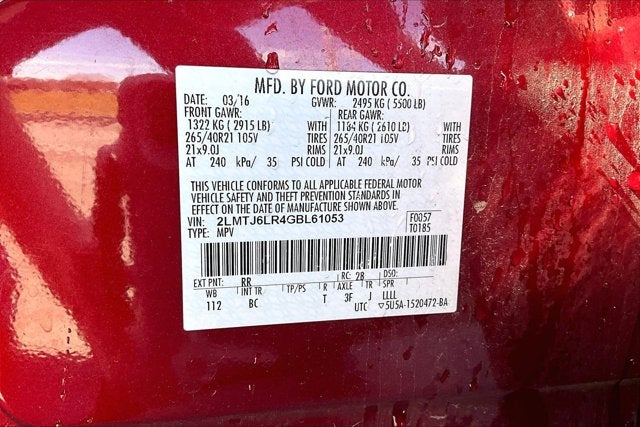 MFD. BY FORD MOTOR CO.
DATE: 03/16 GVWR: 2495 KG ( 5500 LB)
FRONT GAWR: REAR GAWR:
1322 KG ( 2915 LB) WITH 1184 KG ( 2610 LB) WITH
265/40R21 105V TIRES 265/40R21 105V TIRES
21x9.0J RIMS 21x9.0J RIMS
AT 240 kPa/ 35 PSI COLD AT 240 kPa/ 35 PSI COLD
THIS VEHICLE CONFORMS TO ALL APPLICABLE FEDERAL MOTOR
VEHICLE SAFETY AND THEFT PREVENTION STANDARDS IN
EFFECT ON THE DATE OF MANUFACTURE SHOWN ABOVE.
VIN: 2LMTJ6LR4GBL61053 F0057
TYPE: MPV T0185
EXT PNT: RR RC: 2B DSO:
WB INT TR TP/PS R AXLE TR SPR
112 BC T 3F J LLLL
UTC ▽5U5A-1520472-BA